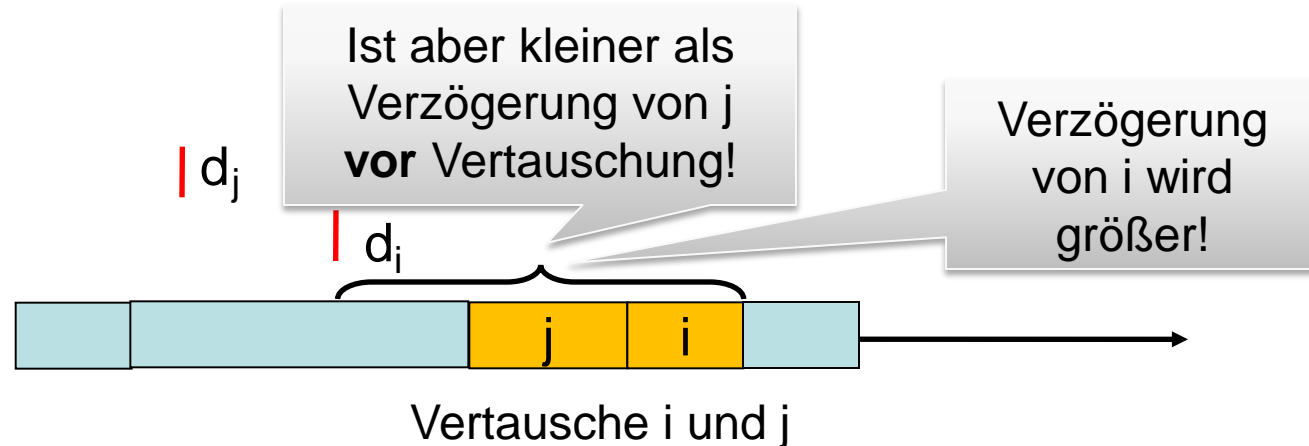 Ist aber kleiner als
Verzögerung von j
vor Vertauschung!
Verzögerung
von i wird
größer!
dj
di
j i
Vertausche i und j